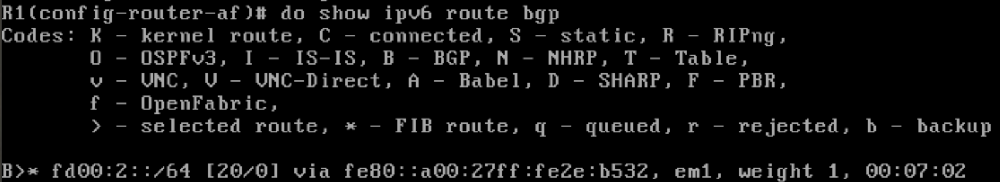 R1(config-router-af)# do show ipv6 route bgp
Codes: K - kernel route, C - connected, S - static, R - RIPng,
       O - OSPFv3, I - IS-IS, B - BGP, N - NHRP, T - Table,
       v - VNC, V - VNC-Direct, A - Babel, D - SHARP, F - PBR,
       f - OpenFabric,
       > - selected route, * - FIB route, q - queued, r - rejected, b - backup
B>* fd00:2::/64 [20/0] via fe80::a00:27ff:fe2e:b532, em1, weight 1, 00:07:02